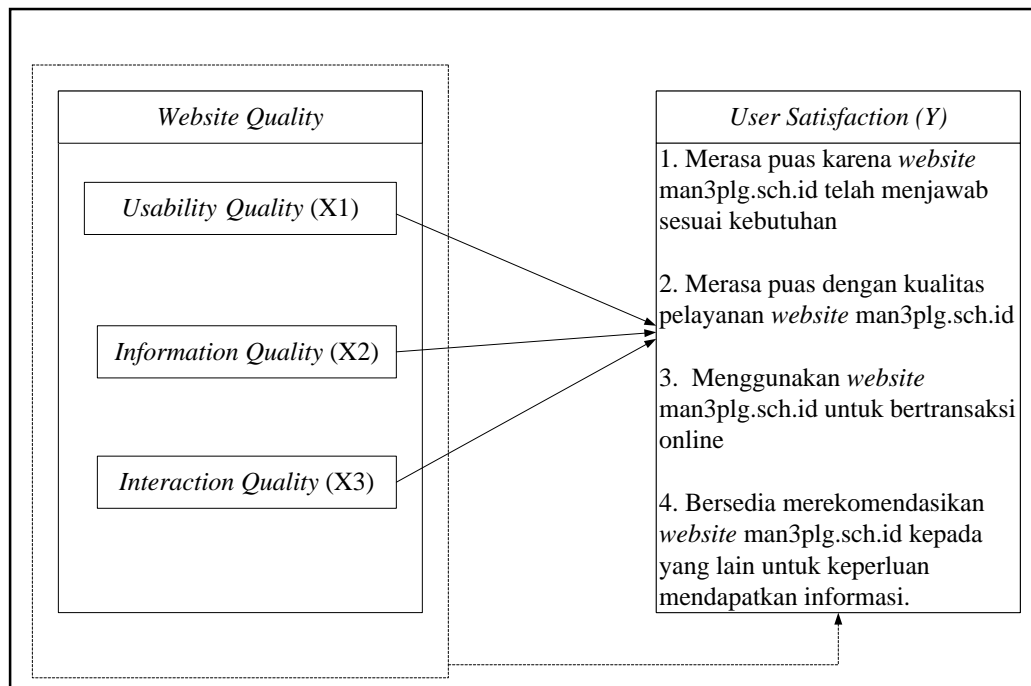 Website Quality
Usability Quality (X1)
Information Quality (X2)
Interaction Quality (X3)
User Satisfaction (Y)
1. Merasa puas karena website
man3plg.sch.id telah menjawab
sesuai kebutuhan
2. Merasa puas dengan kualitas
pelayanan website man3plg.sch.id
3. Menggunakan website
man3plg.sch.id untuk bertransaksi
online
4. Bersedia merekomendasikan
website man3plg.sch.id kepada
yang lain untuk keperluan
mendapatkan informasi.